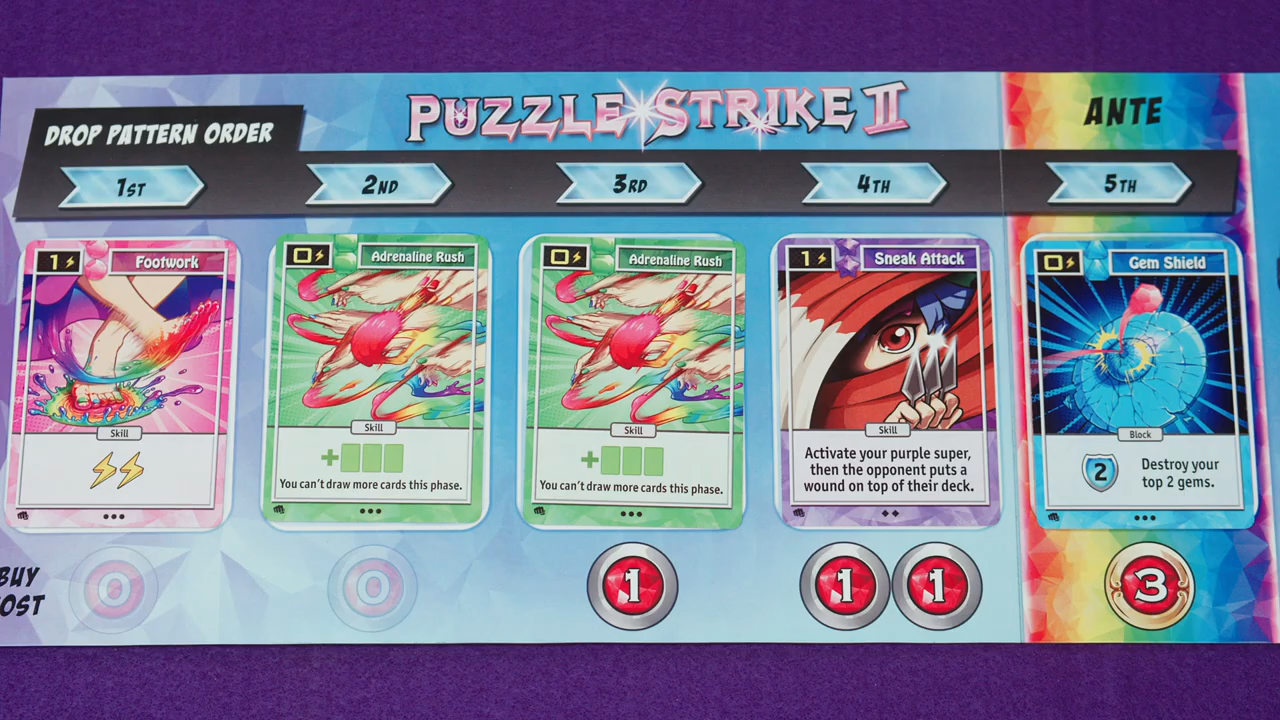 PUZZLE STRIKE II
ANTE
DROP PATTERN ORDER
1ST
2ND
3RD
4TH
5TH
1
Footwork
Skill
0
Adrenaline Rush
Skill
+
You can't draw more cards this phase.
0
Adrenaline Rush
Skill
+
You can't draw more cards this phase.
1
Sneak Attack
Skill
Activate your purple super,
then the opponent puts a
wound on top of their deck.
0
Gem Shield
Block
2
Destroy your
top 2 gems.
BUY
COST
0
0
1
1
1
3